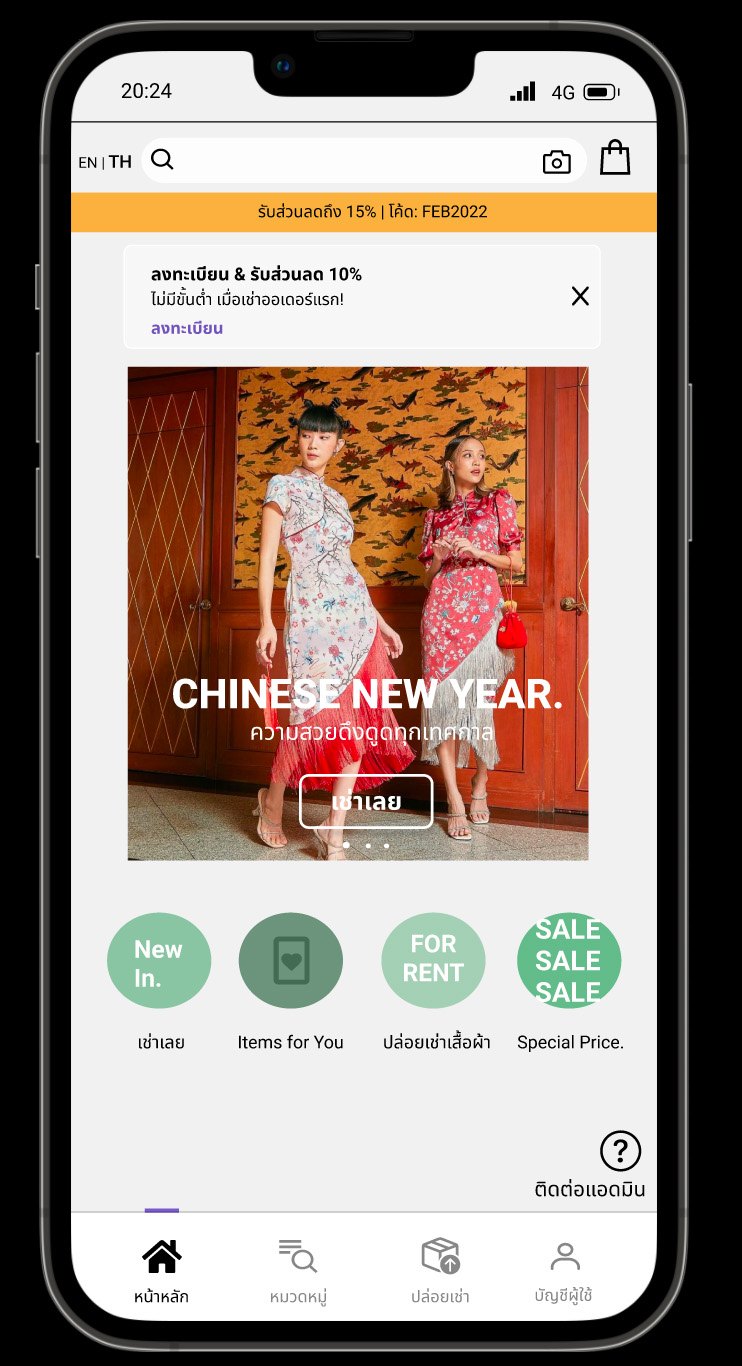 20:24
4G
EN | TH
รับส่วนลดถึง 15% | โค้ด: FEB2022
ลงทะเบียน & รับส่วนลด 10%
ไม่มีขั้นต่ำ เมื่อเช่าออเดอร์แรก!
ลงทะเบียน
CHINESE NEW YEAR.
ความสวยดึงดูดทุกเทศกาล
เช่าเลย
New
In.
FOR
RENT
SALE
SALE
SALE
เช่าเลย
Items for You
ปล่อยเช่าเสื้อผ้า
Special Price.
?
ติดต่อแอดมิน
หน้าหลัก
หมวดหมู่
ปล่อยเช่า
บัญชีผู้ใช้